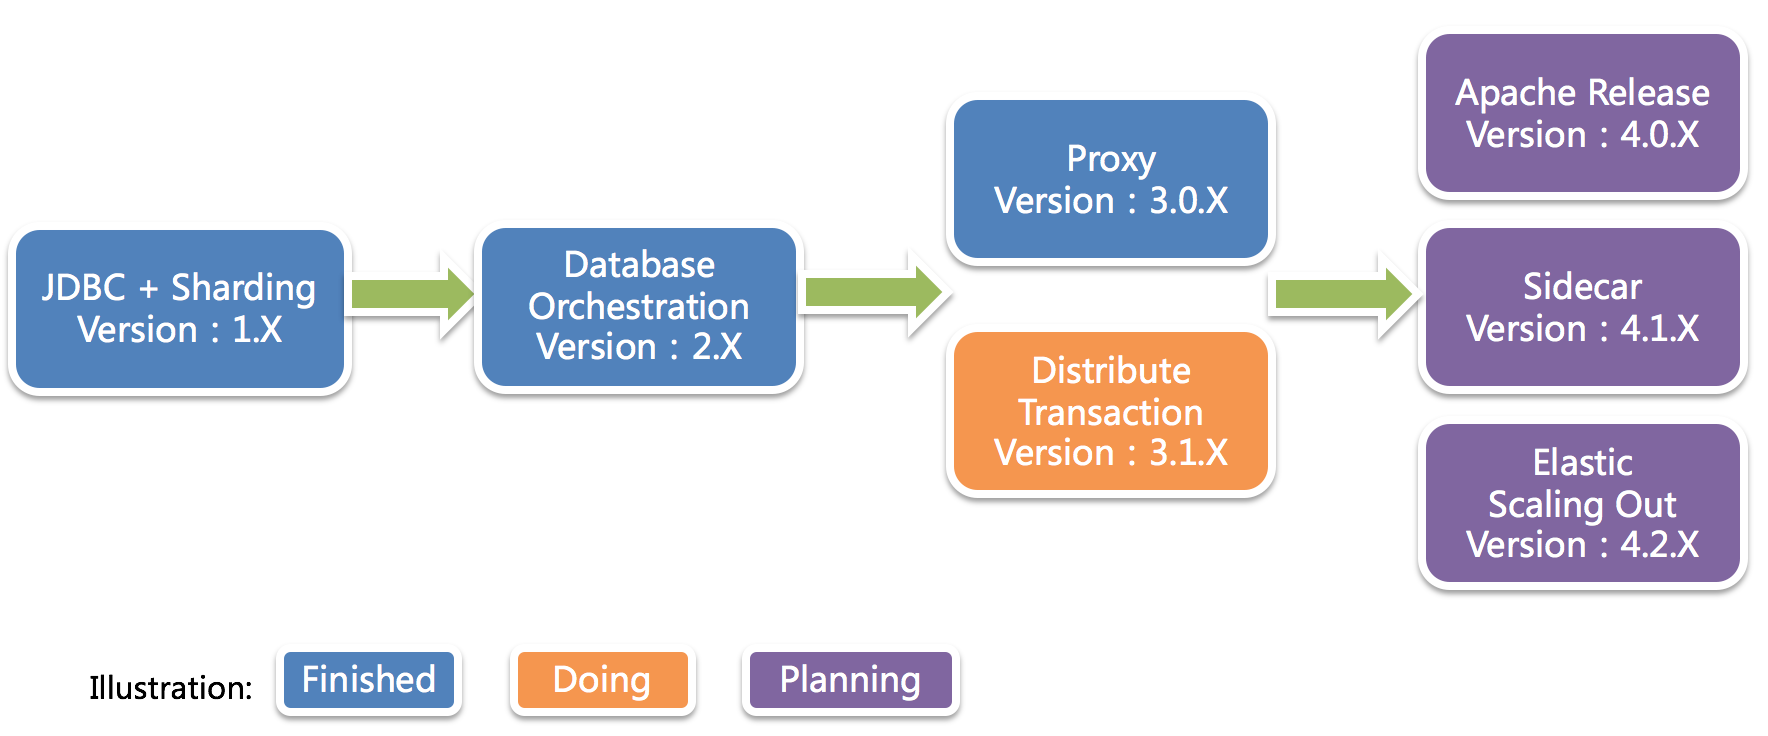 JDBC + Sharding
Version : 1.X
Database
Orchestration
Version : 2.X
Proxy
Version : 3.0.X
Distribute
Transaction
Version : 3.1.X
Apache Release
Version : 4.0.X
Sidecar
Version : 4.1.X
Elastic
Scaling Out
Version : 4.2.X
Illustration: Finished Doing Planning